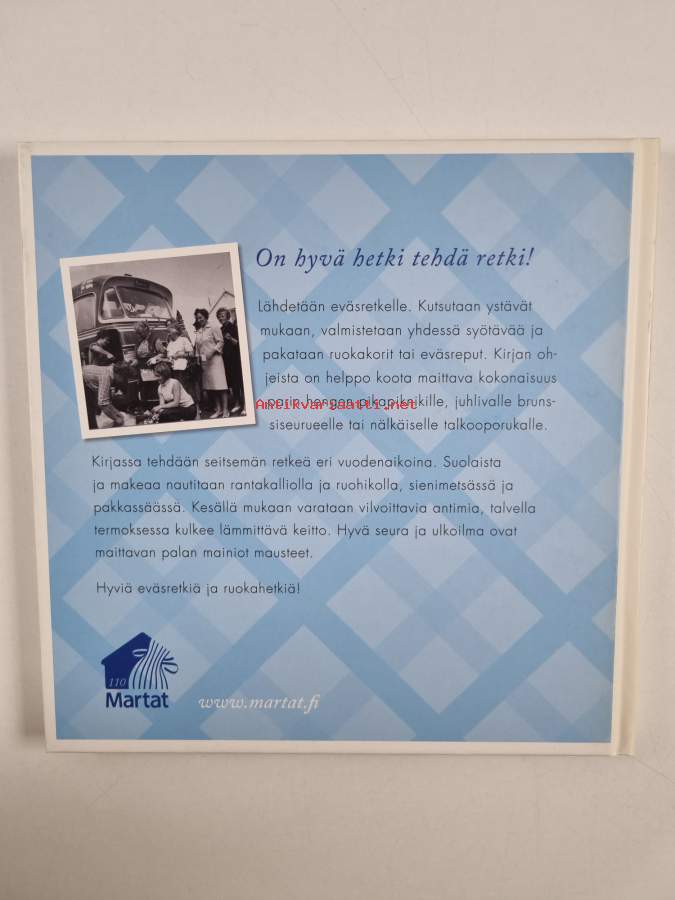 On hyvä hetki tehdä retki!
Lähdetään eväsretkelle. Kutsutaan ystävät
mukaan, valmistetaan yhdessä syötävää ja
pakataan ruokakorit tai eväsreput. Kirjan oh-
jeista on helppo koota maittava kokonaisuus
parin hengen aikapiknikille, juhlivalle bruns-
Antikvariaatti.net
siseurueelle tai nälkäiselle talkooporukalle.
Kirjassa tehdään seitsemän retkeä eri vuodenaikoina. Suolaista
ja makeaa nautitaan rantakalliolla ja ruohikolla, sienimetsässä ja
pakkassäässä. Kesällä mukaan varataan vilvoittavia antimia, talvella
termoksessa kulkee lämmittävä keitto. Hyvä seura ja ulkoilma ovat
maittavan palan mainiot mausteet.
Hyviä eväsretkiä ja ruokahetkiä!
110
Martat
www.martat.fi